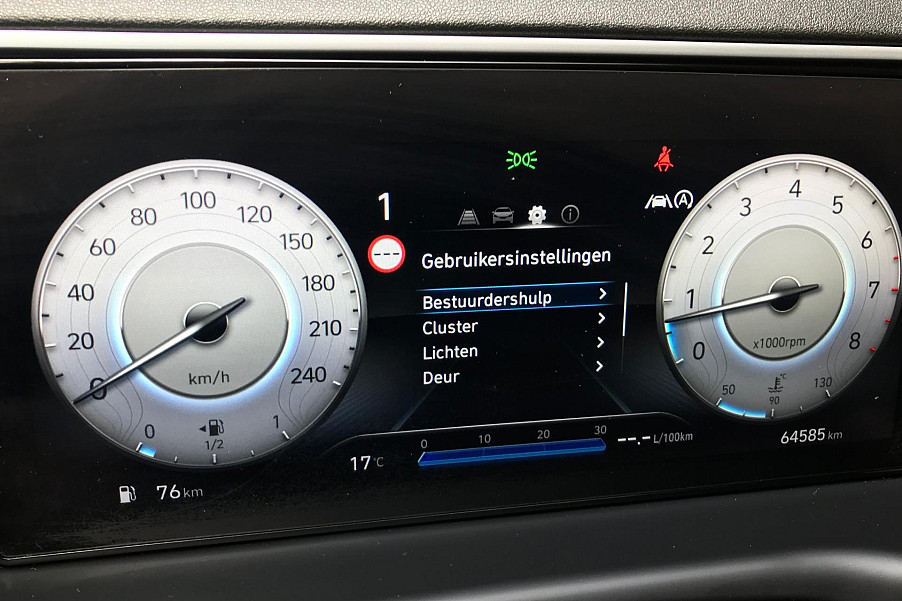 100
80
120
60
150
40
180
20
210
0
240
km/h
0
1/2
1
76 km
1
---
Gebruikersinstellingen
Bestuurdershulp
Cluster
Lichten
Deur
17°C
0 10 20 30
--.- L/100km
A
4
3
5
2
6
1
7
0
8
x1000rpm
50
°C
90
130
64585 km